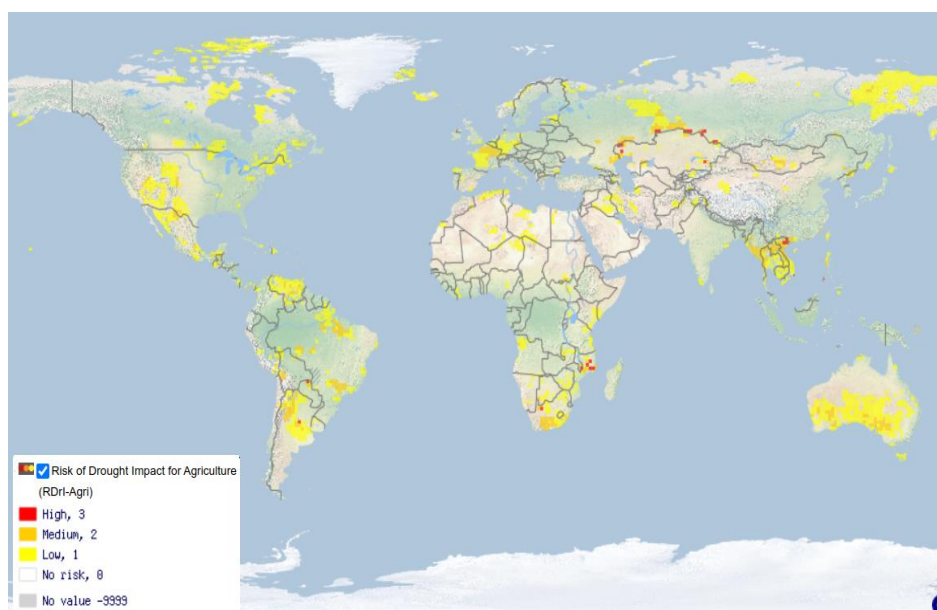 Risk of Drought Impact for Agriculture
(RDrI-Agri)
High, 3
Medium, 2
Low, 1
No risk, 0
No value -9999